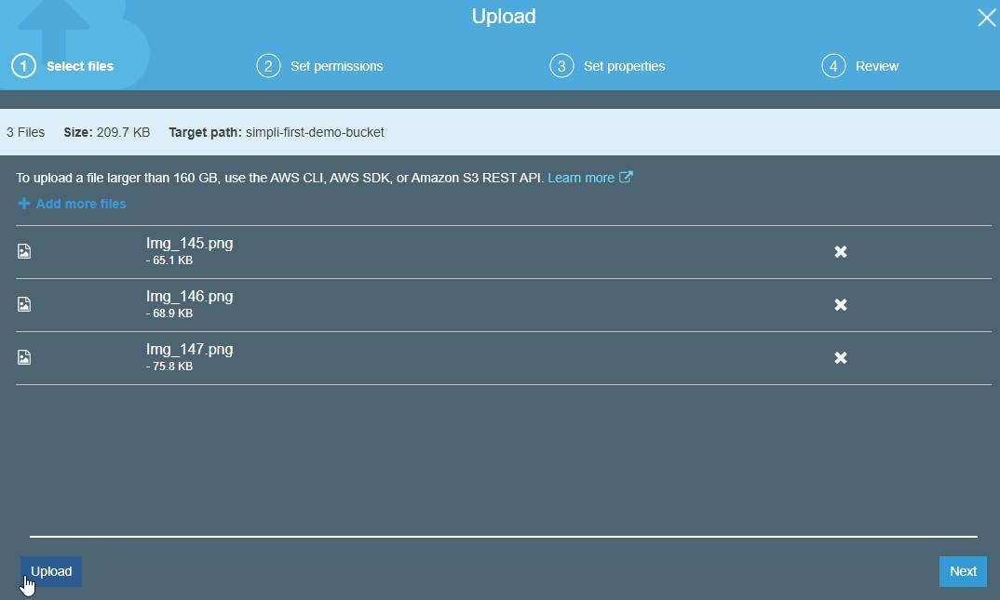 Upload
1 Select files
2 Set permissions
3 Set properties
4 Review
3 Files Size: 209.7 KB Target path: simpli-first-demo-bucket
To upload a file larger than 160 GB, use the AWS CLI, AWS SDK, or Amazon S3 REST API. Learn more
Add more files
Img_145.png
- 65.1 KB
Img_146.png
- 68.9 KB
Img_147.png
- 75.8 KB
Upload
Next